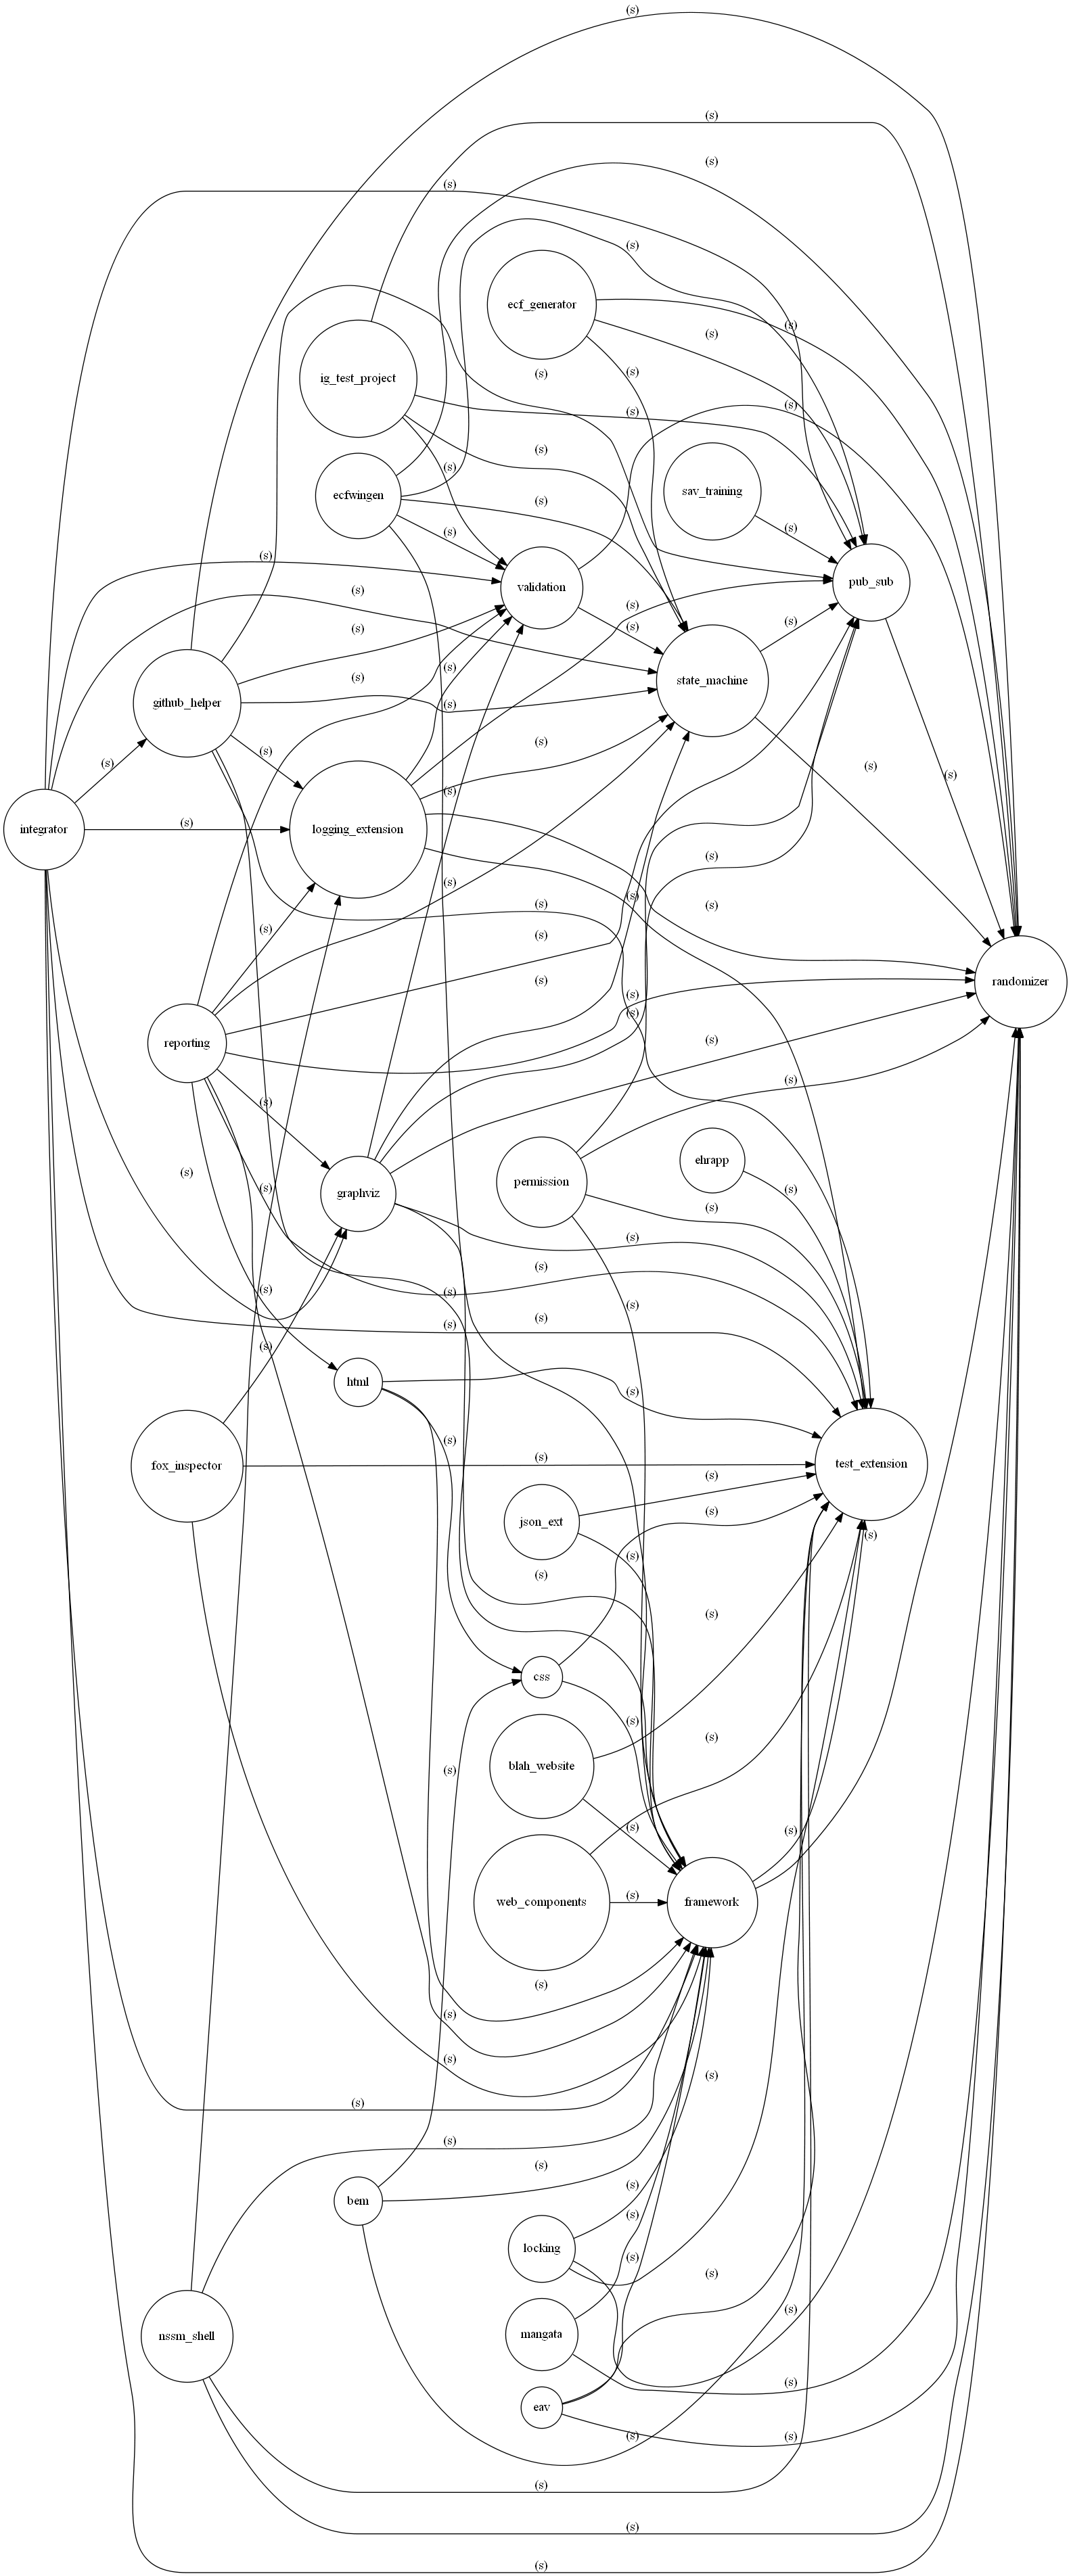 (s)
(s)
(s)
(s)
(s)
ecf_generator
(s)
(s)
(s)
ig_test_project
(s)
(s)
(s)
(s)
(s)
ecfwingen
sav_training
(s)
(s)
(s)
(s)
(s)
validation
pub_sub
(s)
(s)
(s)
(s)
(s)
(s)
(s)
(s)
state_machine
github_helper
(s)
(s)
(s)
(s)
(s)
(s)
(s)
integrator
(s)
logging_extension
(s)
(s)
(s)
(s)
(s)
(s)
(s)
(s)
randomizer
(s)
(s)
reporting
(s)
(s)
(s)
(s)
ehrapp
permission
(s)
(s)
graphviz
(s)
(s)
(s)
(s)
(s)
(s)
(s)
(s)
(s)
html
(s)
(s)
fox_inspector
(s)
test_extension
(s)
json_ext
(s)
(s)
(s)
(s)
(s)
css
(s)
(s)
blah_website
(s)
(s)
(s)
web_components
(s)
framework
(s)
(s)
(s)
(s)
(s)
(s)
(s)
bem
(s)
(s)
locking
(s)
(s)
(s)
nssm_shell
mangata
(s)
eav
(s)
(s)
(s)
(s)
(s)